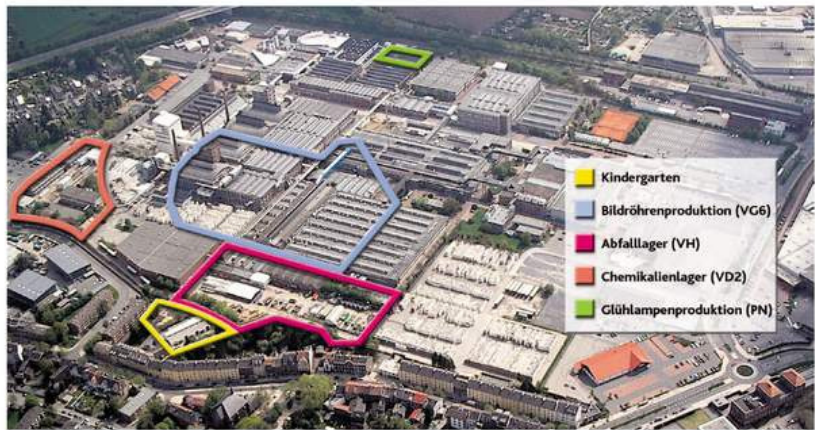 Kindergarten
Bildröhrenproduktion (VG6)
Abfalllager (VH)
Chemikalienlager (VD2)
Glühlampenproduktion (PN)